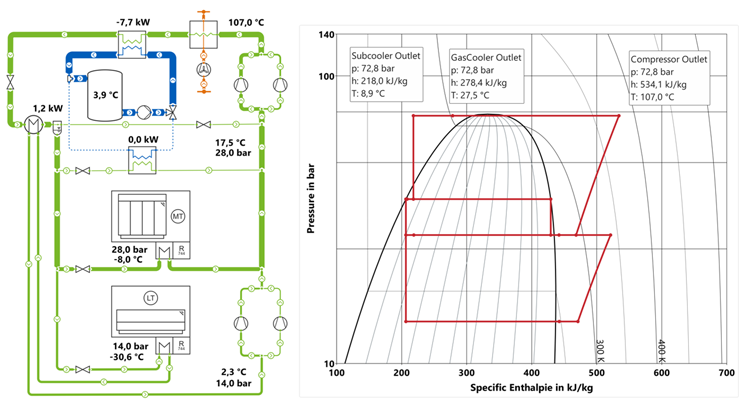 -7,7 kW
107,0 °C
3,9 °C
1,2 kW
0,0 kW
17,5 °C
28,0 bar
MT
28,0 bar
-8,0 °C
R
744
LT
14,0 bar
-30,6 °C
R
744
2,3 °C
14,0 bar
Pressure in bar
140
100
10
Subcooler Outlet
p: 72,8 bar
h: 218,0 kJ/kg
T: 8,9 °C
GasCooler Outlet
p: 72,8 bar
h: 278,4 kJ/kg
T: 27,5 °C
Compressor Outlet
p: 72,8 bar
h: 534,1 kJ/kg
T: 107,0 °C
300 K
400 K
100 200 300 400 500 600 700
Specific Enthalpie in kJ/kg